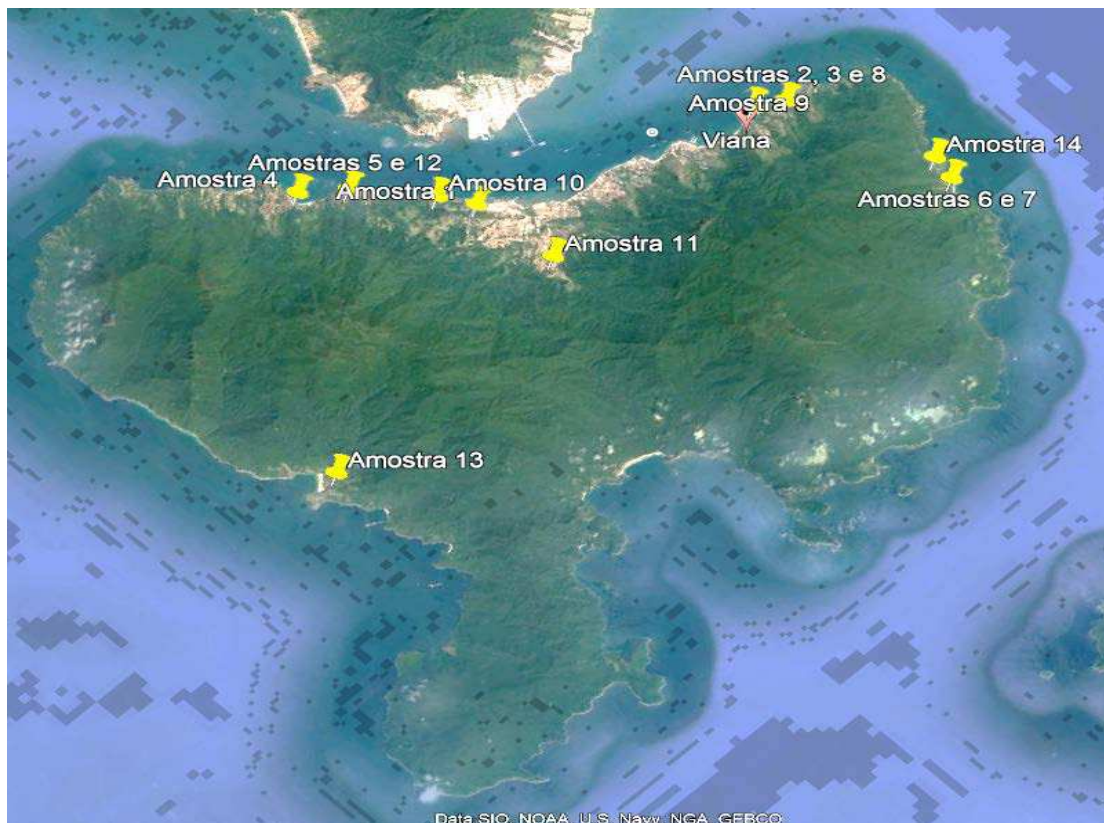 Amostras 2, 3 e 8
Amostra 9
Viana
Amostra 14
Amostras 5 e 12
Amostra 4
Amostra 1
Amostra 10
Amostras 6 e 7
Amostra 11
Amostra 13
Data SIO, NOAA, U.S. Navy, NGA, GEBCO